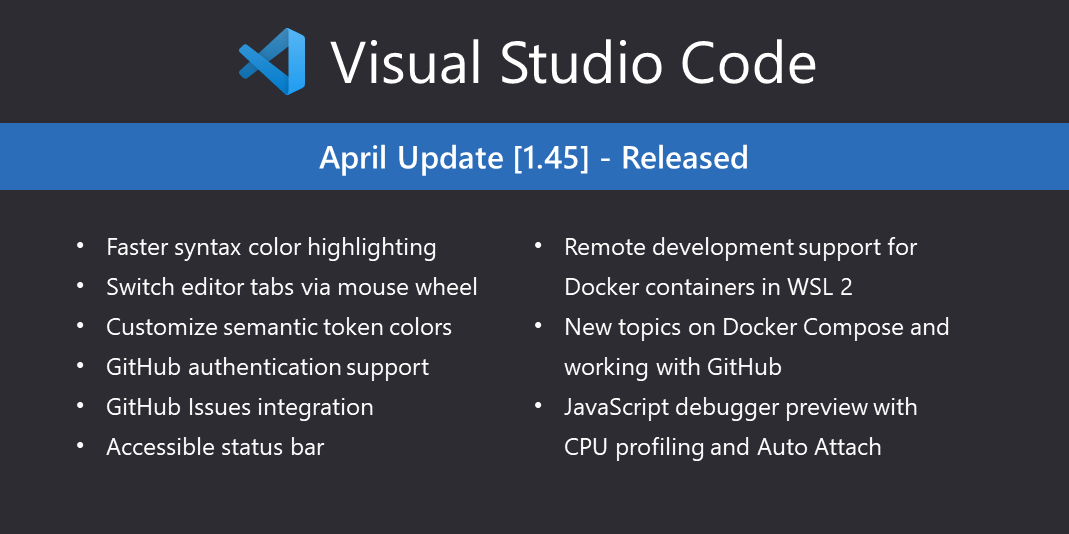 Visual Studio Code
April Update [1.45] - Released
• Faster syntax color highlighting
• Switch editor tabs via mouse wheel
• Customize semantic token colors
• GitHub authentication support
• GitHub Issues integration
• Accessible status bar
• Remote development support for
Docker containers in WSL 2
• New topics on Docker Compose and
working with GitHub
• JavaScript debugger preview with
CPU profiling and Auto Attach